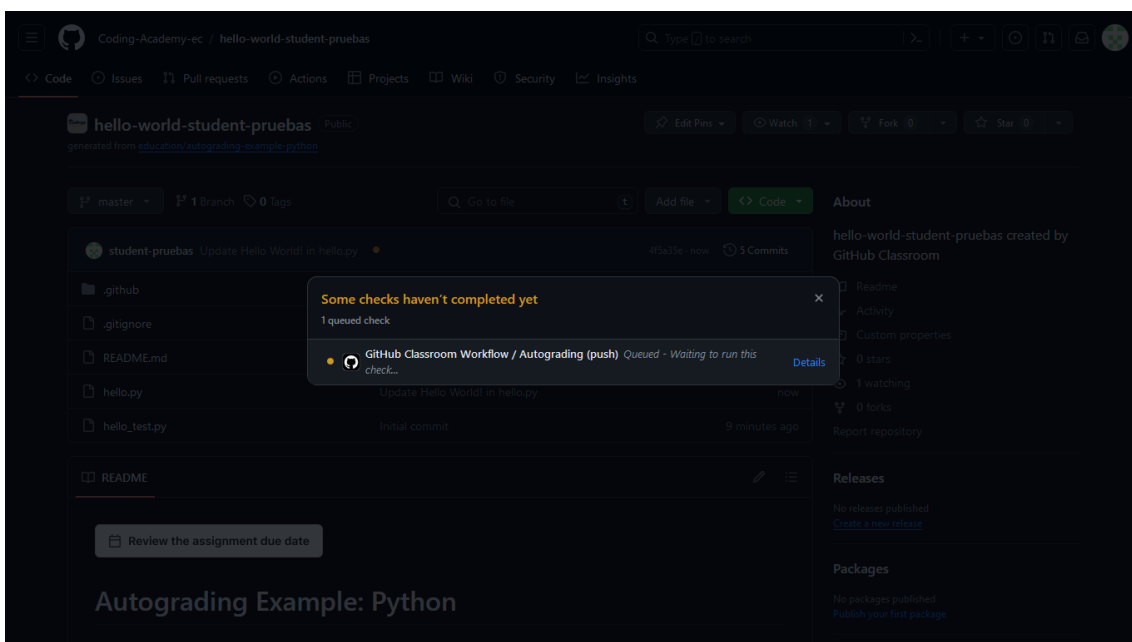 Coding-Academy-ec / hello-world-student-pruebas
Type / to search
Code Issues Pull requests Actions Projects Wiki Security Insights
hello-world-student-pruebas Public
Edit Pins Watch 1 Fork 0 Star 0
generated from education/autograding-example-python
master 1 Branch 0 Tags
Go to file t Add file Code
About
hello-world-student-pruebas created by
GitHub Classroom
student-pruebas Update Hello World! in hello.py
4f5a35e · now 5 Commits
.github
.gitignore
README.md
hello.py Update Hello World! in hello.py now
hello_test.py Initial commit 9 minutes ago
Some checks haven't completed yet
1 queued check
GitHub Classroom Workflow / Autograding (push) Queued - Waiting to run this
check...
Details
Readme
Activity
Custom properties
0 stars
1 watching
0 forks
Report repository
README
Review the assignment due date
Autograding Example: Python
Releases
No releases published
Create a new release
Packages
No packages published
Publish your first package